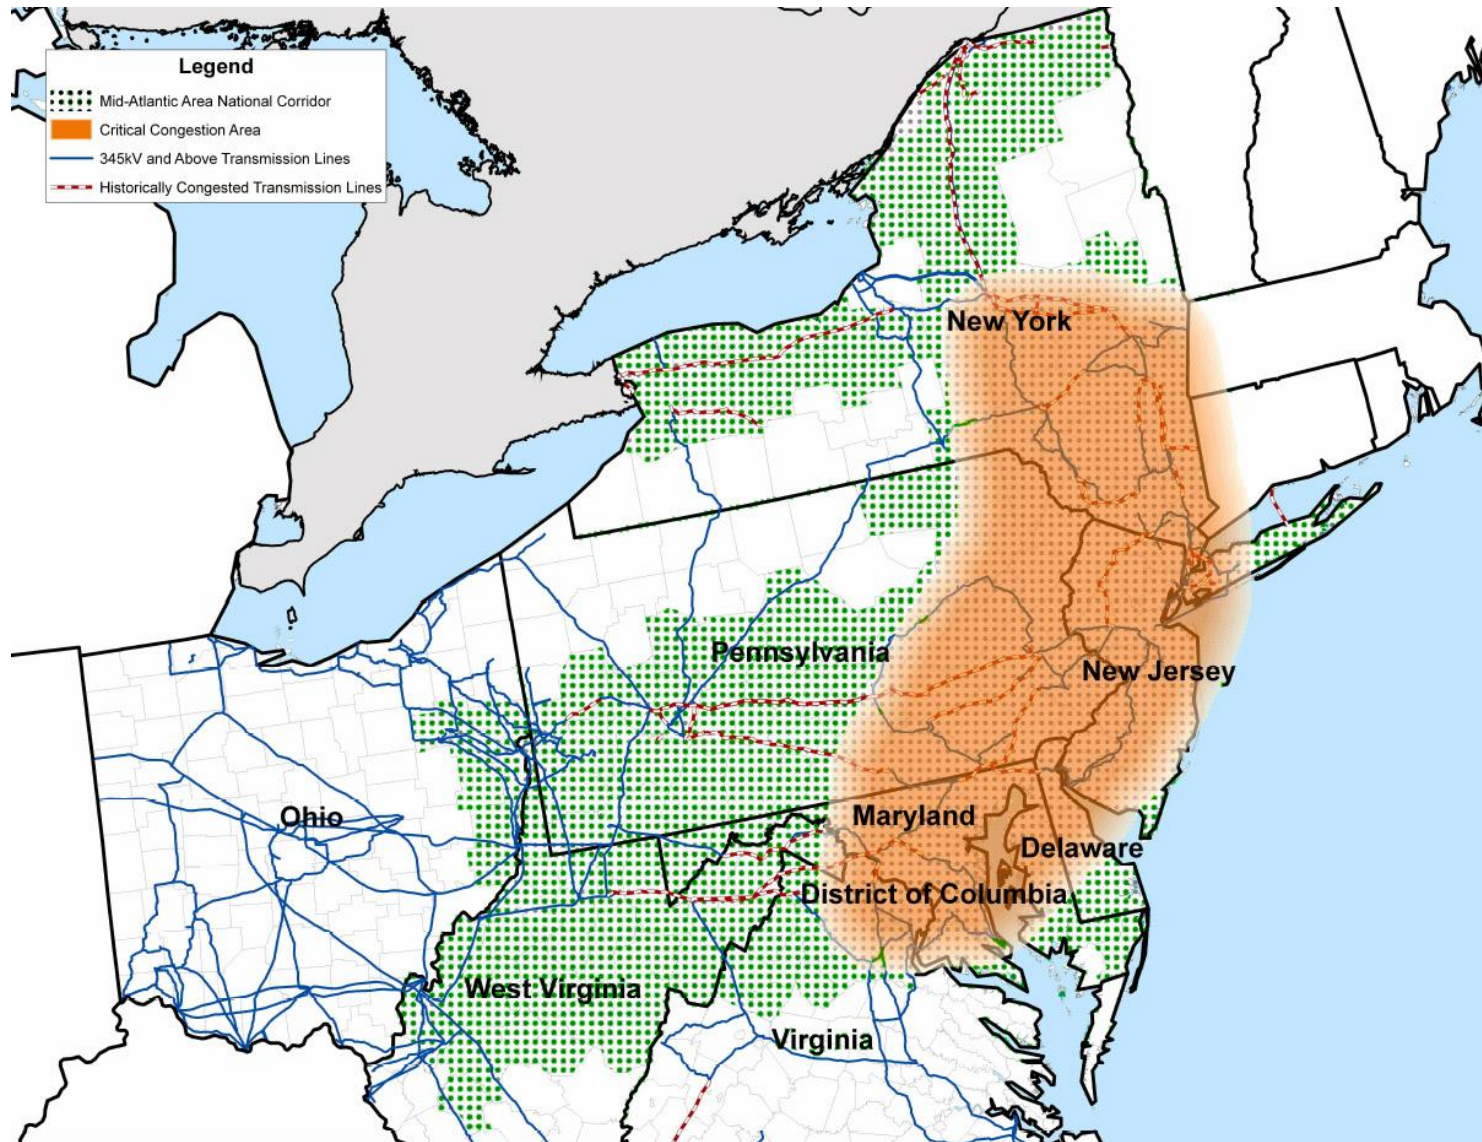 Legend
Mid-Atlantic Area National Corridor
Critical Congestion Area
345kV and Above Transmission Lines
Historically Congested Transmission Lines
New York
Pennsylvania
New Jersey
Ohio
Maryland
Delaware
District of Columbia
West Virginia
Virginia